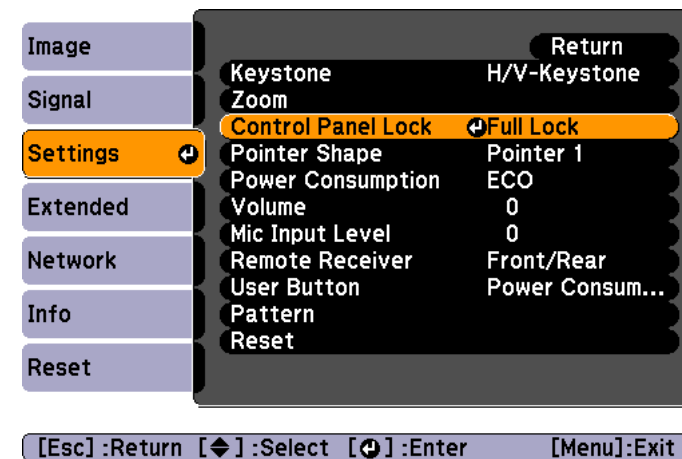 Image
Signal
Settings
Extended
Network
Info
Reset
Return
Keystone H/V-Keystone
Zoom
Control Panel Lock Full Lock
Pointer Shape Pointer 1
Power Consumption ECO
Volume 0
Mic Input Level 0
Remote Receiver Front/Rear
User Button Power Consum...
Pattern
Reset
[Esc] :Return [◆] :Select [⏎] :Enter [Menu]:Exit